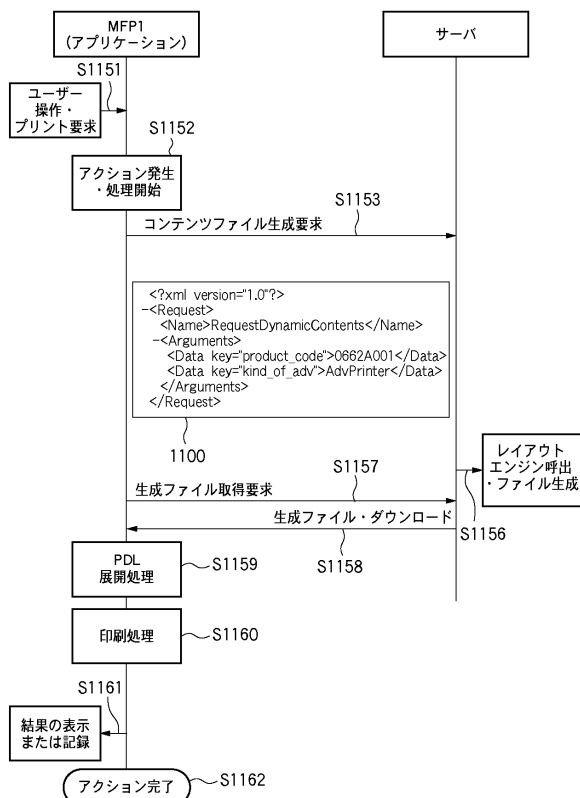 MFP1
(アプリケーション)
サーバ
S1151
ユーザー
操作・
プリント要求
S1152
アクション発生
・処理開始
S1153
コンテンツファイル生成要求
<?xml version="1.0"?>
-<Request>
<Name>RequestDynamicContents</Name>
-<Arguments>
<Data key="product_code">0662A001</Data>
<Data key="kind_of_adv">AdvPrinter</Data>
</Arguments>
</Request>
1100
レイアウト
エンジン呼出
・ファイル生成
S1156
S1157
生成ファイル取得要求
生成ファイル・ダウンロード
S1158
PDL
展開処理
S1159
印刷処理
S1160
S1161
結果の表示
または記録
アクション完了
S1162